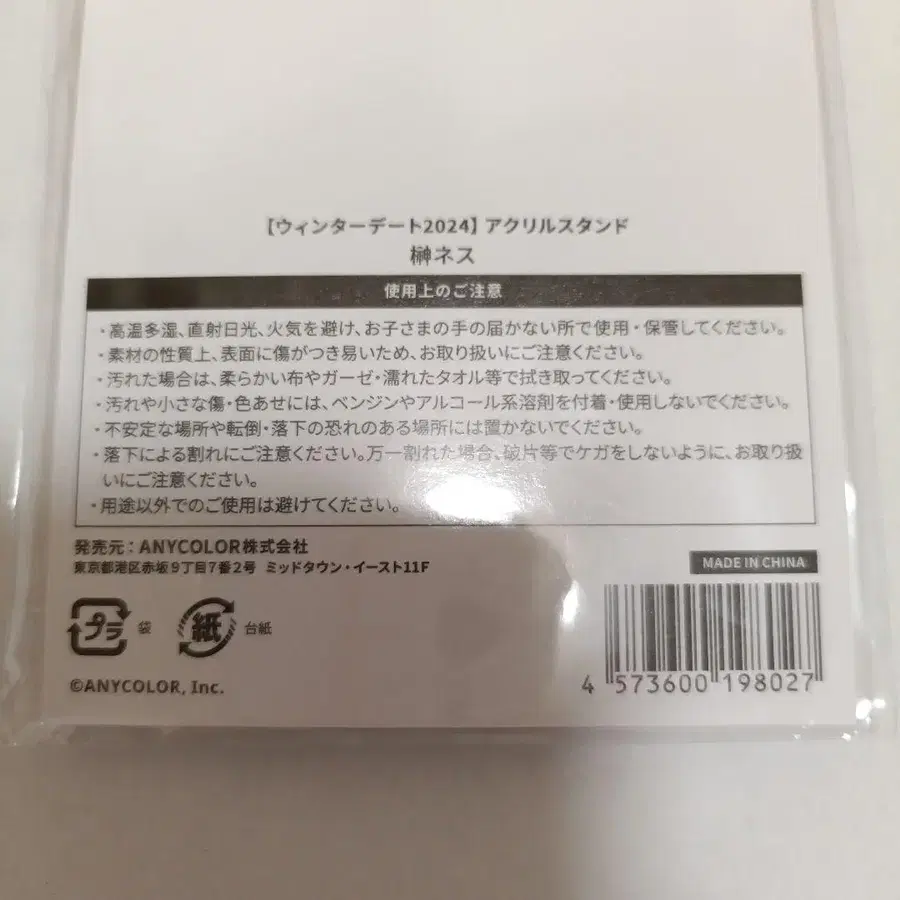 【ウィンターデート2024】アクリルスタンド
榊ネス
使用上のご注意
・高温多湿、直射日光、火気を避け、お子さまの手の届かない所で使用・保管してください。
・素材の性質上、表面に傷がつき易いため、お取り扱いにご注意ください。
・汚れた場合は、柔らかい布やガーゼ・濡れたタオル等で拭き取ってください。
・汚れや小さな傷・色あせには、ベンジンやアルコール系溶剤を付着・使用しないでください。
・不安定な場所や転倒・落下の恐れのある場所には置かないでください。
・落下による割れにご注意ください。万一割れた場合、破片等でケガをしないように、お取り扱
いにご注意ください。
・用途以外でのご使用は避けてください。
発売元：ANYCOLOR株式会社
東京都港区赤坂9丁目7番2号 ミッドタウン・イースト11F
MADE IN CHINA
プラ 袋 紙 台紙
©ANYCOLOR, Inc.
4 573600 198027